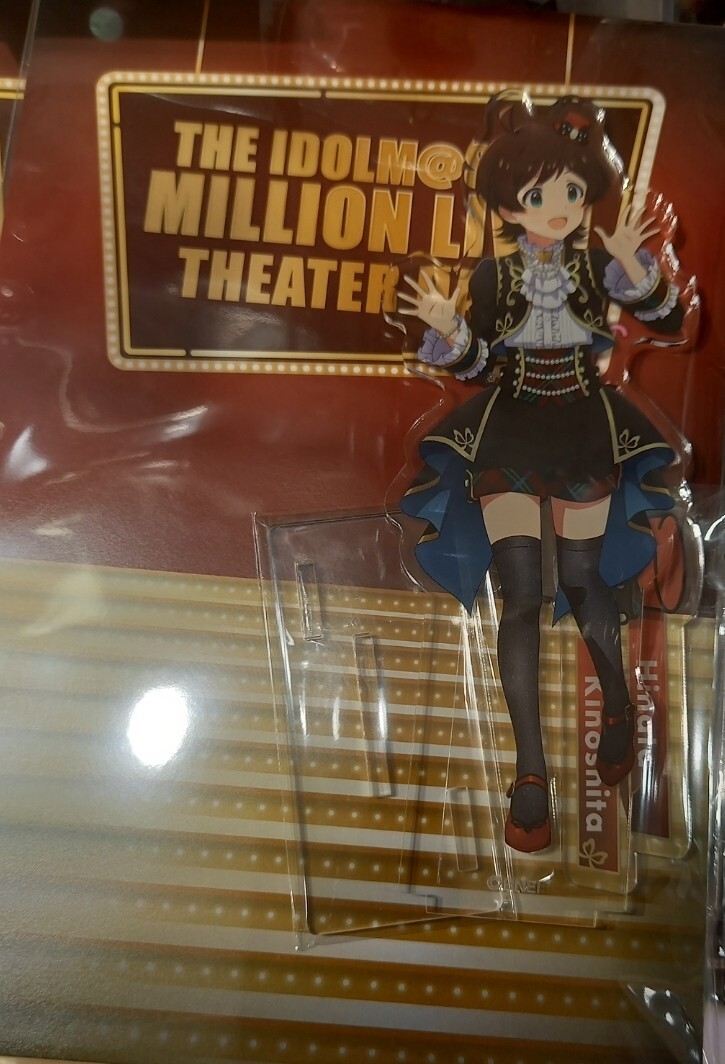 THE IDOLM@S
MILLION LI
THEATER
Hinata
Kinoshita